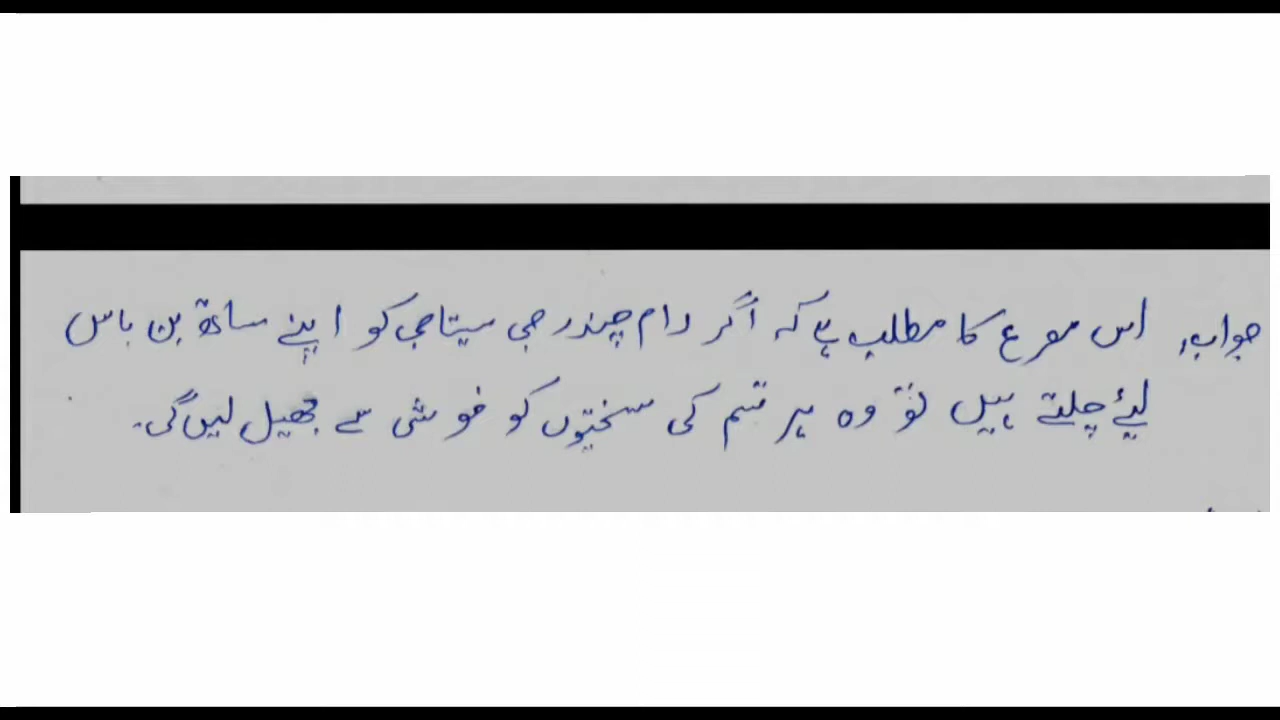 جواب، اس مصرع کا مطلب ہے کہ اگر رام چندر جی سیتا جی کو اپنے ساتھ بن باس
لیئے چلتے ہیں تو وہ ہر قسم کی سختیوں کو خوشی سے جھیل لیں گی۔